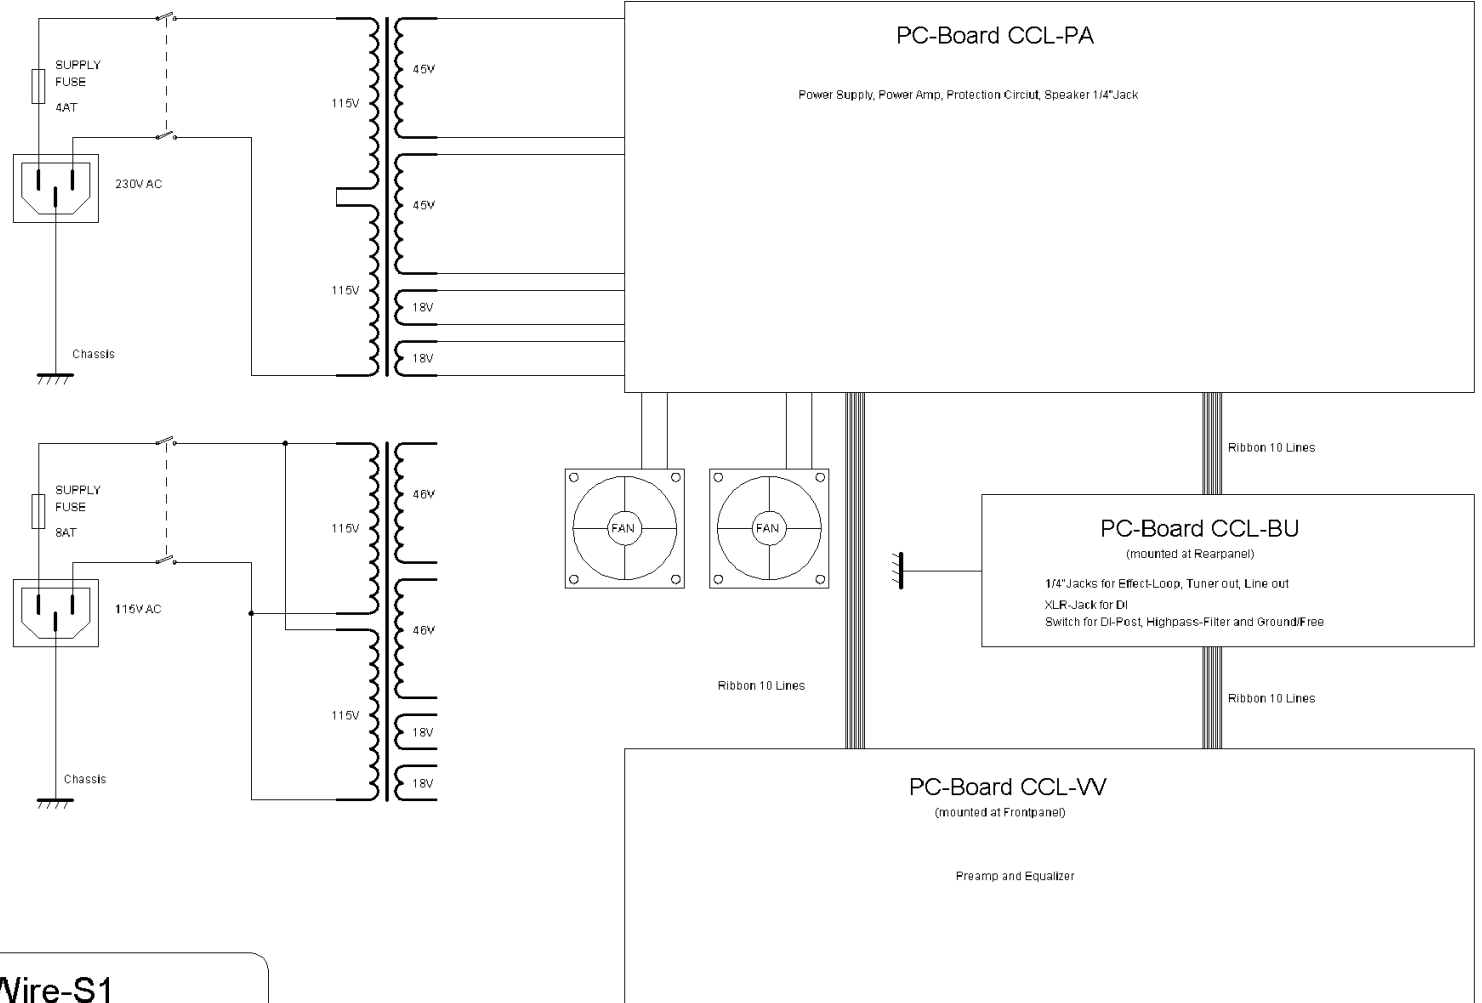 PC-Board CCL-PA
Power Supply, Power Amp, Protection Circiut, Speaker 1/4"Jack
SUPPLY
FUSE
4AT
230V AC
Chassis
115V
115V
45V
45V
18V
18V
SUPPLY
FUSE
8AT
115V AC
Chassis
115V
115V
46V
46V
18V
18V
FAN
FAN
Ribbon 10 Lines
PC-Board CCL-BU
(mounted at Rearpanel)
1/4"Jacks for Effect-Loop, Tuner out, Line out
XLR-Jack for DI
Switch for DI-Post, Highpass-Filter and Ground/Free
Ribbon 10 Lines
Ribbon 10 Lines
PC-Board CCL-VV
(mounted at Frontpanel)
Preamp and Equalizer
Wire-S1